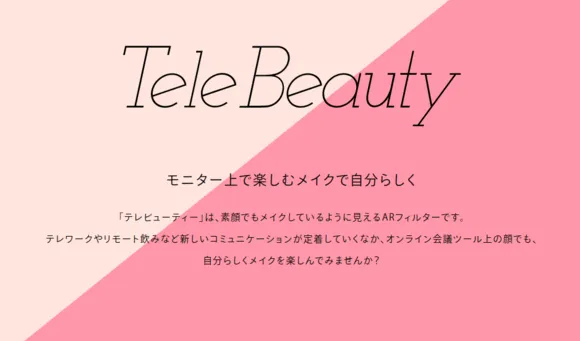 Tele Beauty
モニター上で楽しむメイクで自分らしく
「テレビューティー」は、素顔でもメイクしているように見えるARフィルターです。
テレワークやリモート飲みなど新しいコミュニケーションが定着していくなか、オンライン会議ツール上の顔でも、
自分らしくメイクを楽しんでみませんか？